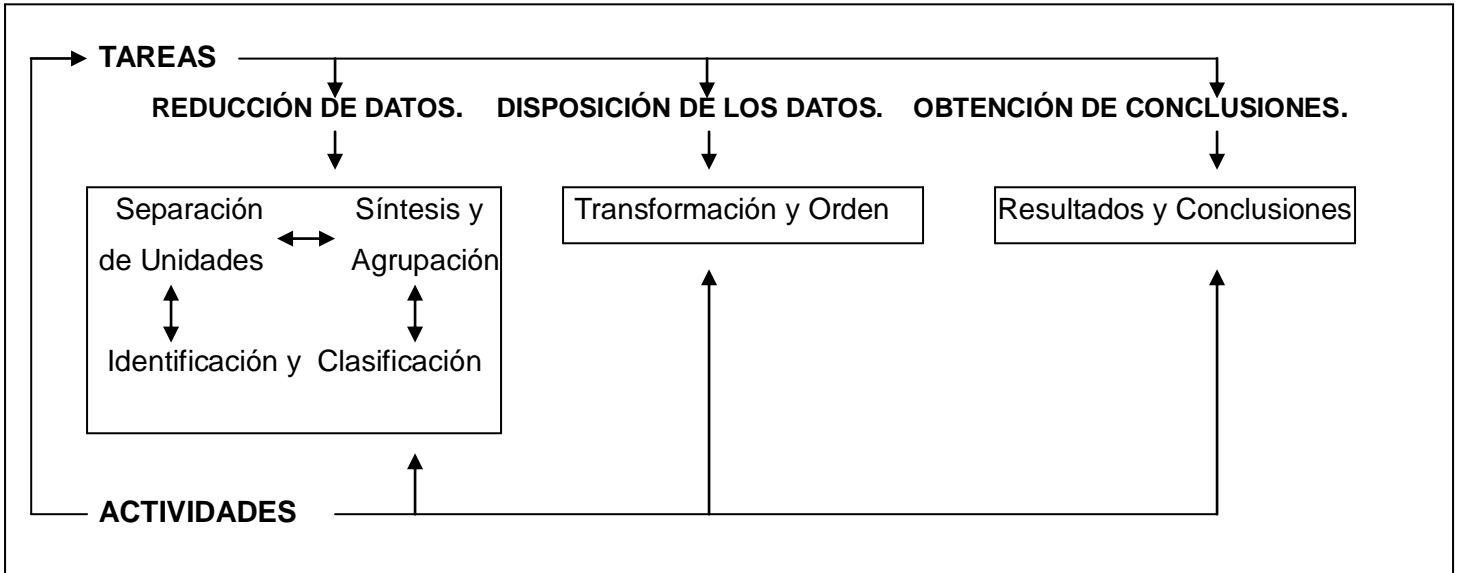 TAREAS
REDUCCIÓN DE DATOS. DISPOSICIÓN DE LOS DATOS. OBTENCIÓN DE CONCLUSIONES.
Separación Síntesis y
de Unidades Agrupación
Identificación y Clasificación
Transformación y Orden
Resultados y Conclusiones
ACTIVIDADES